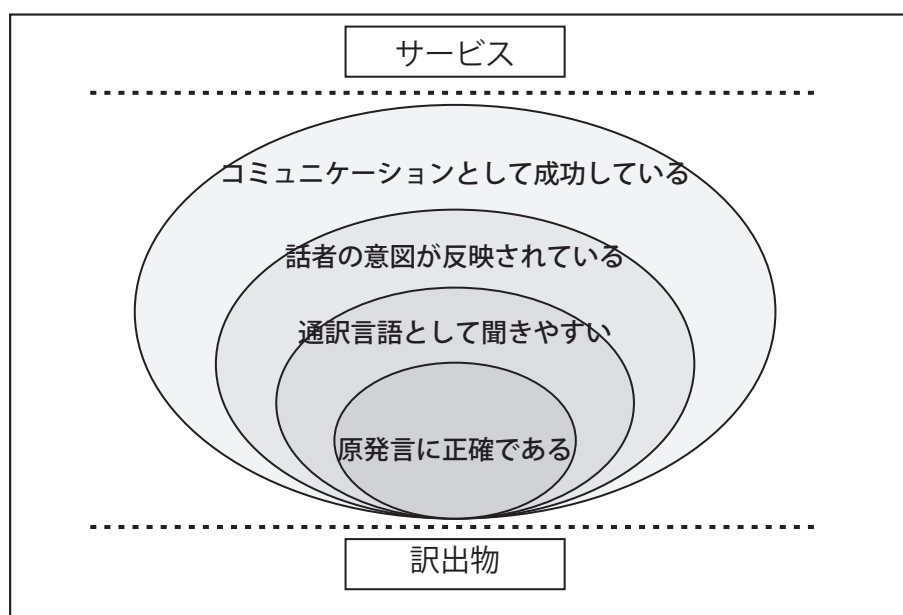 サービス
コミュニケーションとして成功している
話者の意図が反映されている
通訳言語として聞きやすい
原発言に正確である
訳出物